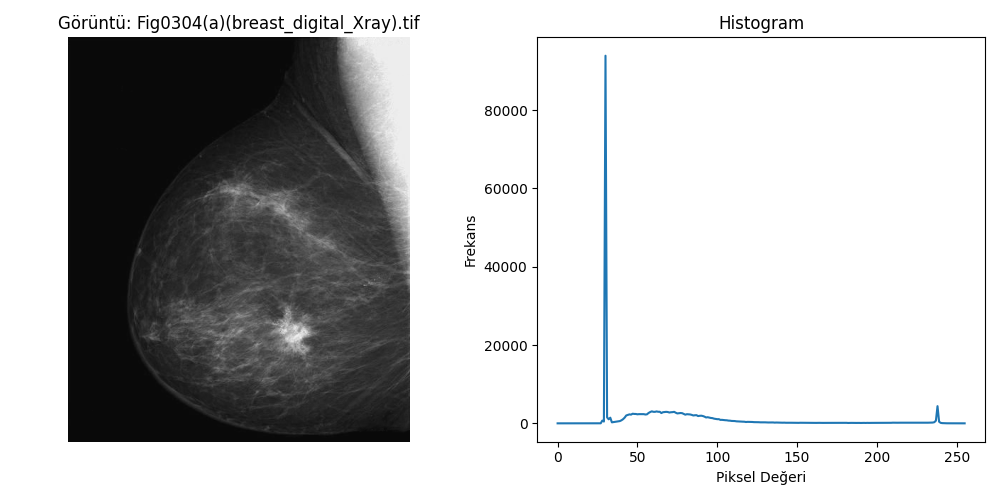 Görüntü: Fig0304(a)(breast_digital_Xray).tif
Histogram
Frekans
80000
60000
40000
20000
0
0 50 100 150 200 250
Piksel Değeri